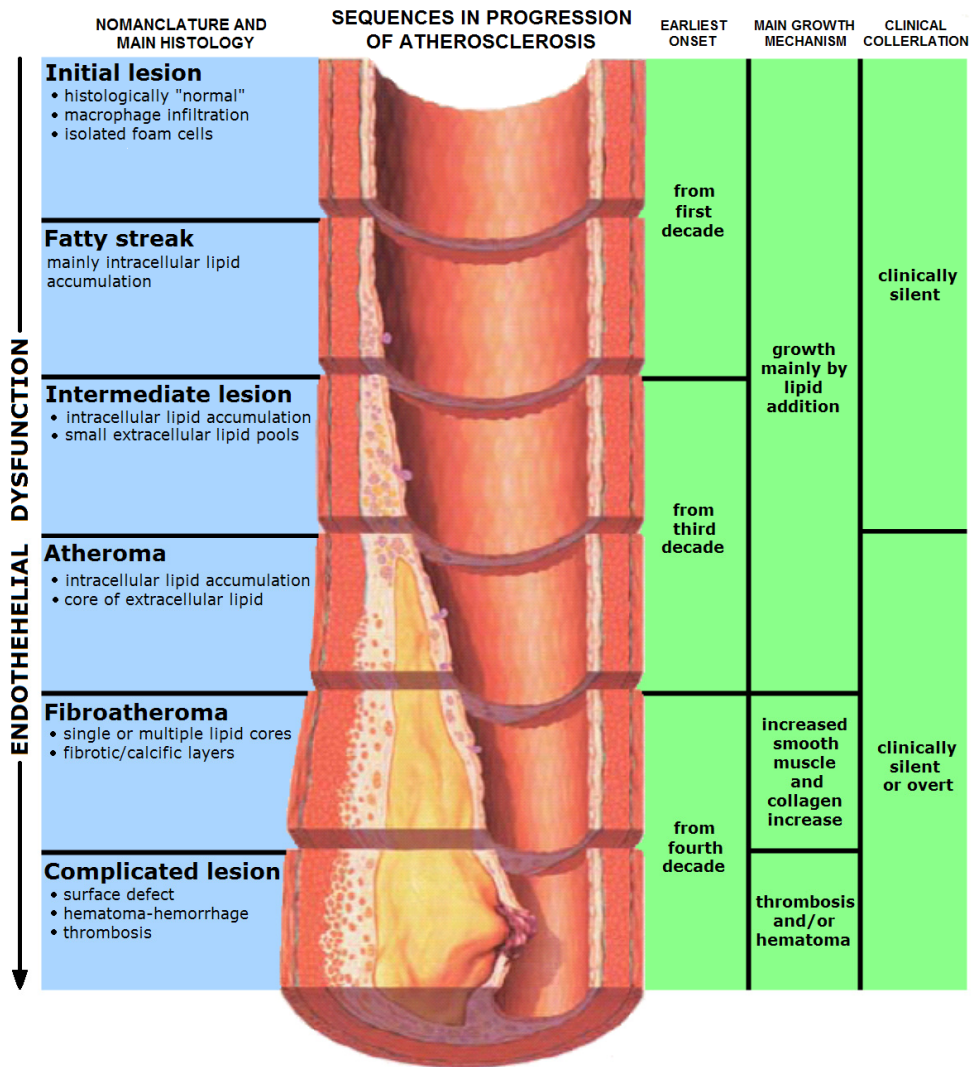 NOMANCLATURE AND
MAIN HISTOLOGY
SEQUENCES IN PROGRESSION
OF ATHEROSCLEROSIS
EARLIEST
ONSET
MAIN GROWTH
MECHANISM
CLINICAL
COLLERLATION
ENDOTHEHLIAL DYSFUNCTION
Initial lesion
• histologically "normal"
• macrophage infiltration
• isolated foam cells
Fatty streak
mainly intracellular lipid
accumulation
Intermediate lesion
• intracellular lipid accumulation
• small extracellular lipid pools
Atheroma
• intracellular lipid accumulation
• core of extracellular lipid
Fibroatheroma
• single or multiple lipid cores
• fibrotic/calcific layers
Complicated lesion
• surface defect
• hematoma-hemorrhage
• thrombosis
from
first
decade
from
third
decade
from
fourth
decade
growth
mainly by
lipid
addition
increased
smooth
muscle
and
collagen
increase
thrombosis
and/or
hematoma
clinically
silent
clinically
silent
or overt